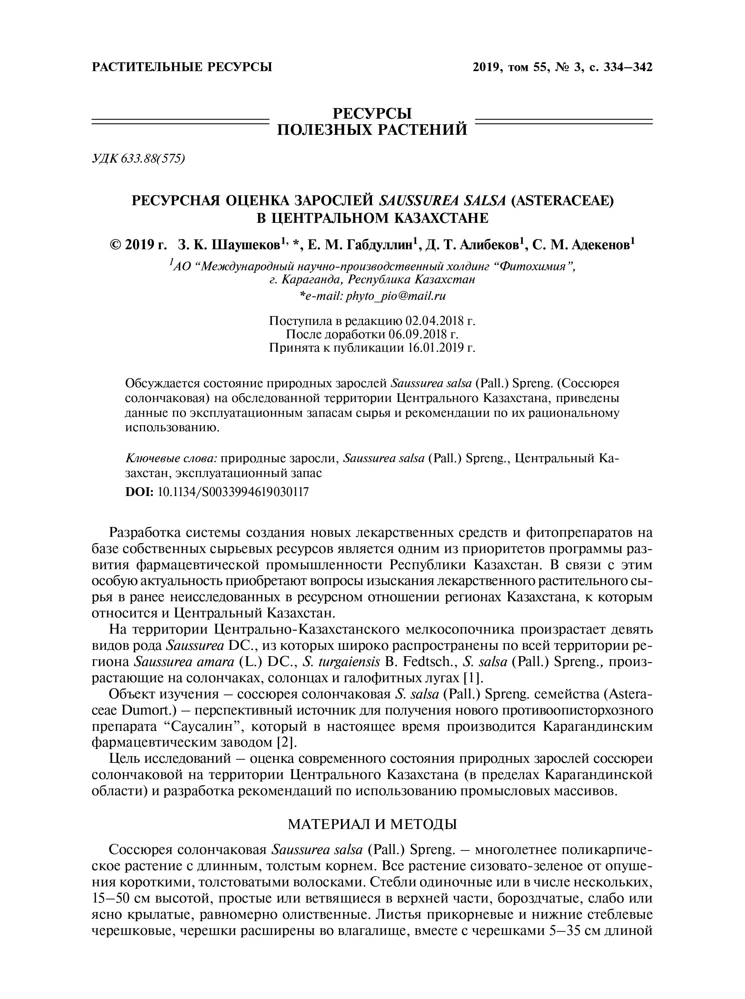 РАСТИТЕЛЬНЫЕ РЕСУРСЫ 2019, том 55, № 3, с. 334–342
РЕСУРСЫ
ПОЛЕЗНЫХ РАСТЕНИЙ
УДК 633.88(575)
РЕСУРСНАЯ ОЦЕНКА ЗАРОСЛЕЙ SAUSSUREA SALSA (ASTERACEAE)
В ЦЕНТРАЛЬНОМ КАЗАХСТАНЕ
© 2019 г. З. К. Шаушеков1, *, Е. М. Габдуллин1, Д. Т. Алибеков1, С. М. Адекенов1
1АО “Международный научно-производственный холдинг “Фитохимия”,
г. Караганда, Республика Казахстан
*e-mail: phyto_pio@mail.ru
Поступила в редакцию 02.04.2018 г.
После доработки 06.09.2018 г.
Принята к публикации 16.01.2019 г.
Обсуждается состояние природных зарослей Saussurea salsa (Pall.) Spreng. (Соссюрея
солончаковая) на обследованной территории Центрального Казахстана, приведены
данные по эксплуатационным запасам сырья и рекомендации по их рациональному
использованию.
Ключевые слова: природные заросли, Saussurea salsa (Pall.) Spreng., Центральный Ка-
захстан, эксплуатационный запас
DOI: 10.1134/S0033994619030117
Разработка системы создания новых лекарственных средств и фитопрепаратов на
базе собственных сырьевых ресурсов является одним из приоритетов программы раз-
вития фармацевтической промышленности Республики Казахстан. В связи с этим
особую актуальность приобретают вопросы изыскания лекарственного растительного сы-
рья в ранее неисследованных в ресурсном отношении регионах Казахстана, к которым
относится и Центральный Казахстан.
На территории Центрально-Казахстанского мелкосопочника произрастает девять
видов рода Saussurea DC., из которых широко распространены по всей территории ре-
гиона Saussurea amara (L.) DC., S. turgaiensis B. Fedtsch., S. salsa (Pall.) Spreng., произ-
растающие на солончаках, солонцах и галофитных лугах [1].
Объект изучения – соссюрея солончаковая S. salsa (Pall.) Spreng. семейства (Astera-
ceae Dumort.) – перспективный источник для получения нового противоописторхозного
препарата “Саусалин”, который в настоящее время производится Карагандинским
фармацевтическим заводом [2].
Цель исследований – оценка современного состояния природных зарослей соссюреи
солончаковой на территории Центрального Казахстана (в пределах Карагандинской
области) и разработка рекомендаций по использованию промысловых массивов.
МАТЕРИАЛ И МЕТОДЫ
Соссюрея солончаковая Saussurea salsa (Pall.) Spreng. – многолетнее поликарпиче-
ское растение с длинным, толстым корнем. Все растение сизовато-зеленое от опуше-
ния короткими, толстоватыми волосками. Стебли одиночные или в числе нескольких,
15–50 см высотой, простые или ветвящиеся в верхней части, бороздчатые, слабо или
ясно крылатые, равномерно олиственные. Листья прикорневые и нижние стеблевые
черешковые, черешки расширены во влагалище, вместе с черешками 5–35 см длиной